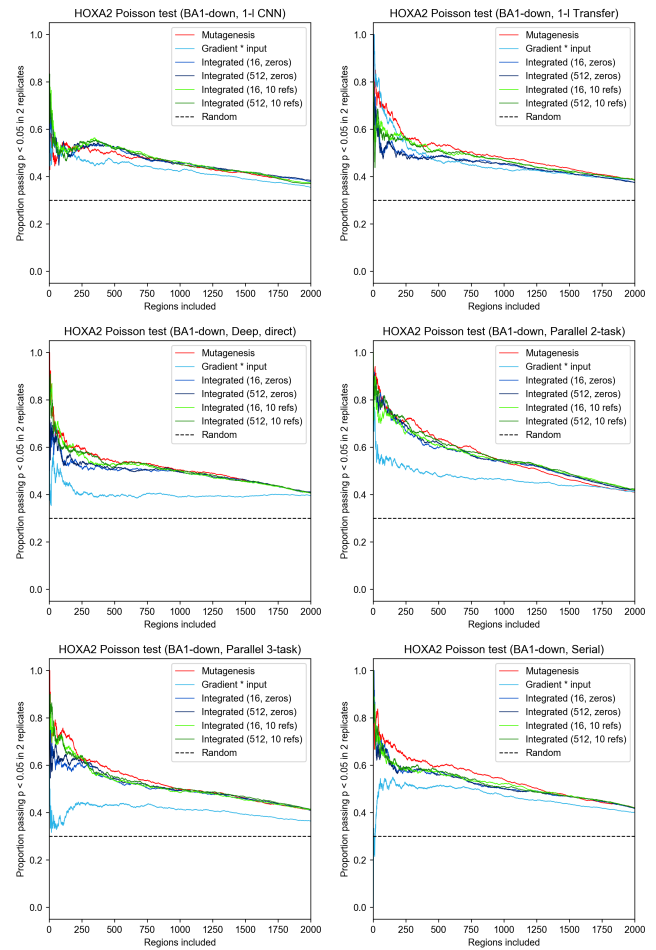 HOXA2 Poisson test (BA1-down, 1-l CNN)
Proportion passing p < 0.05 in 2 replicates
1.0
0.8
0.6
0.4
0.2
0.0
Mutagenesis
Gradient * input
Integrated (16, zeros)
Integrated (512, zeros)
Integrated (16, 10 refs)
Integrated (512, 10 refs)
Random
0 250 500 750 1000 1250 1500 1750 2000
Regions included
HOXA2 Poisson test (BA1-down, 1-l Transfer)
Proportion passing p < 0.05 in 2 replicates
1.0
0.8
0.6
0.4
0.2
0.0
Mutagenesis
Gradient * input
Integrated (16, zeros)
Integrated (512, zeros)
Integrated (16, 10 refs)
Integrated (512, 10 refs)
Random
0 250 500 750 1000 1250 1500 1750 2000
Regions included
HOXA2 Poisson test (BA1-down, Deep, direct)
Proportion passing p < 0.05 in 2 replicates
1.0
0.8
0.6
0.4
0.2
0.0
Mutagenesis
Gradient * input
Integrated (16, zeros)
Integrated (512, zeros)
Integrated (16, 10 refs)
Integrated (512, 10 refs)
Random
0 250 500 750 1000 1250 1500 1750 2000
Regions included
HOXA2 Poisson test (BA1-down, Parallel 2-task)
Proportion passing p < 0.05 in 2 replicates
1.0
0.8
0.6
0.4
0.2
0.0
Mutagenesis
Gradient * input
Integrated (16, zeros)
Integrated (512, zeros)
Integrated (16, 10 refs)
Integrated (512, 10 refs)
Random
0 250 500 750 1000 1250 1500 1750 2000
Regions included
HOXA2 Poisson test (BA1-down, Parallel 3-task)
Proportion passing p < 0.05 in 2 replicates
1.0
0.8
0.6
0.4
0.2
0.0
Mutagenesis
Gradient * input
Integrated (16, zeros)
Integrated (512, zeros)
Integrated (16, 10 refs)
Integrated (512, 10 refs)
Random
0 250 500 750 1000 1250 1500 1750 2000
Regions included
HOXA2 Poisson test (BA1-down, Serial)
Proportion passing p < 0.05 in 2 replicates
1.0
0.8
0.6
0.4
0.2
0.0
Mutagenesis
Gradient * input
Integrated (16, zeros)
Integrated (512, zeros)
Integrated (16, 10 refs)
Integrated (512, 10 refs)
Random
0 250 500 750 1000 1250 1500 1750 2000
Regions included